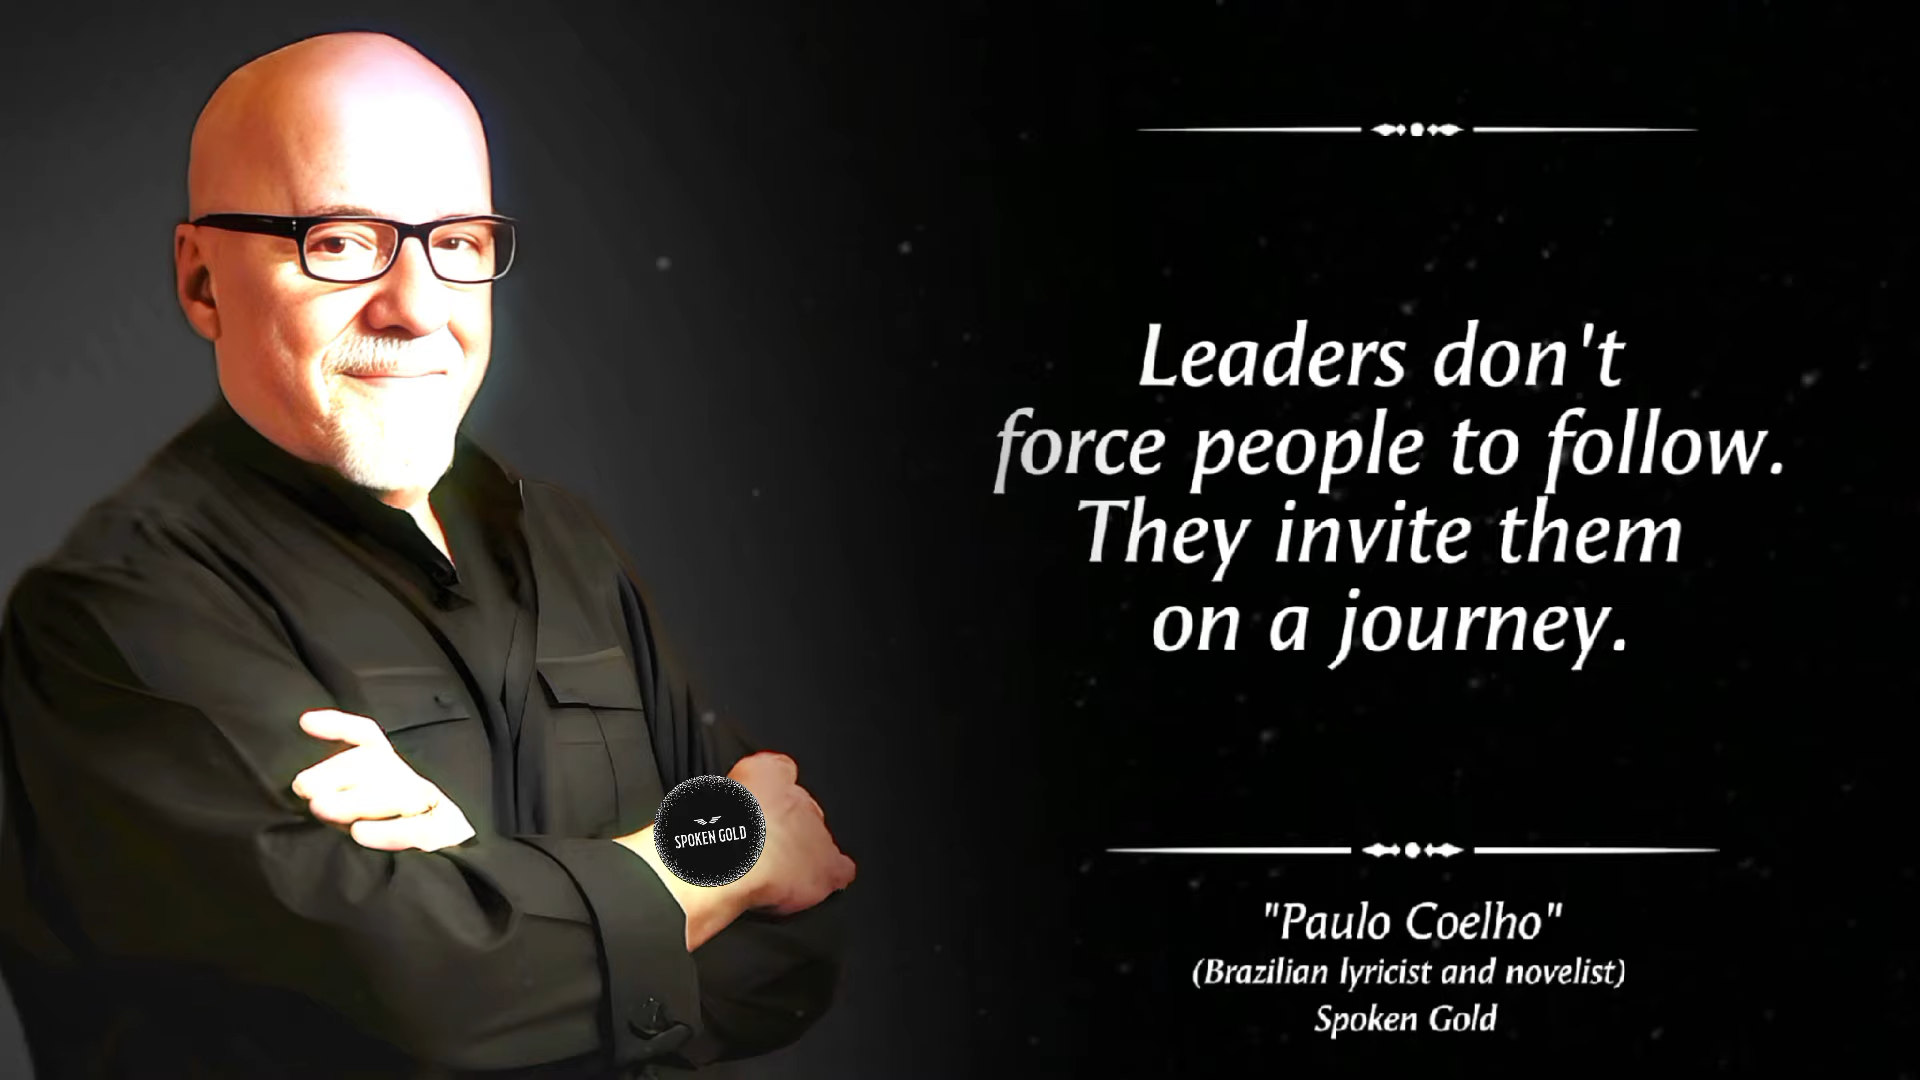 Leaders don't
force people to follow.
They invite them
on a journey.
SPOKEN GOLD
"Paulo Coelho"
(Brazilian lyricist and novelist)
Spoken Gold